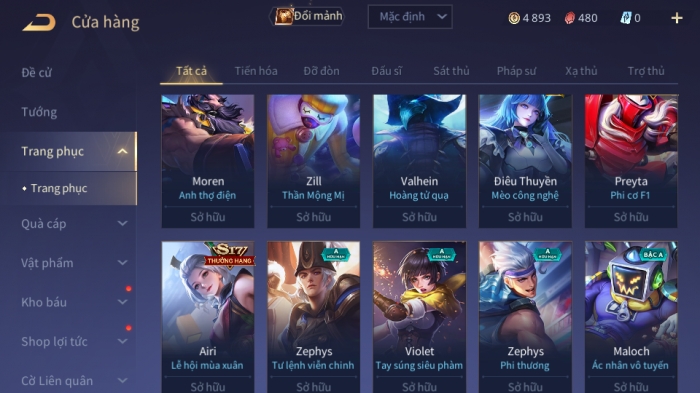 Cửa hàng
Đổi mảnh
Mặc định
4 893
480
0
Đề cử
Tướng
Trang phục
Trang phục
Quà cáp
Vật phẩm
Kho báu
Shop lợi tức
Cờ Liên quân
Tất cả
Tiến hóa
Đỡ đòn
Đấu sĩ
Sát thủ
Pháp sư
Xạ thủ
Trợ thủ
Moren
Anh thợ điện
Sở hữu
Zill
Thần Mộng Mị
Sở hữu
Valhein
Hoàng tử quạ
Sở hữu
Điêu Thuyền
Mèo công nghệ
Sở hữu
Preyta
Phi cơ F1
Sở hữu
S17
THƯỞNG HẠNG
Airi
Lễ hội mùa xuân
Sở hữu
A
HỮU HẠN
Zephys
Tư lệnh viễn chinh
Sở hữu
A
HỮU HẠN
Violet
Tay súng siêu phàm
Sở hữu
A
HỮU HẠN
Zephys
Phi thương
Sở hữu
BẬC A
Maloch
Ác nhân vô tuyến
Sở hữu